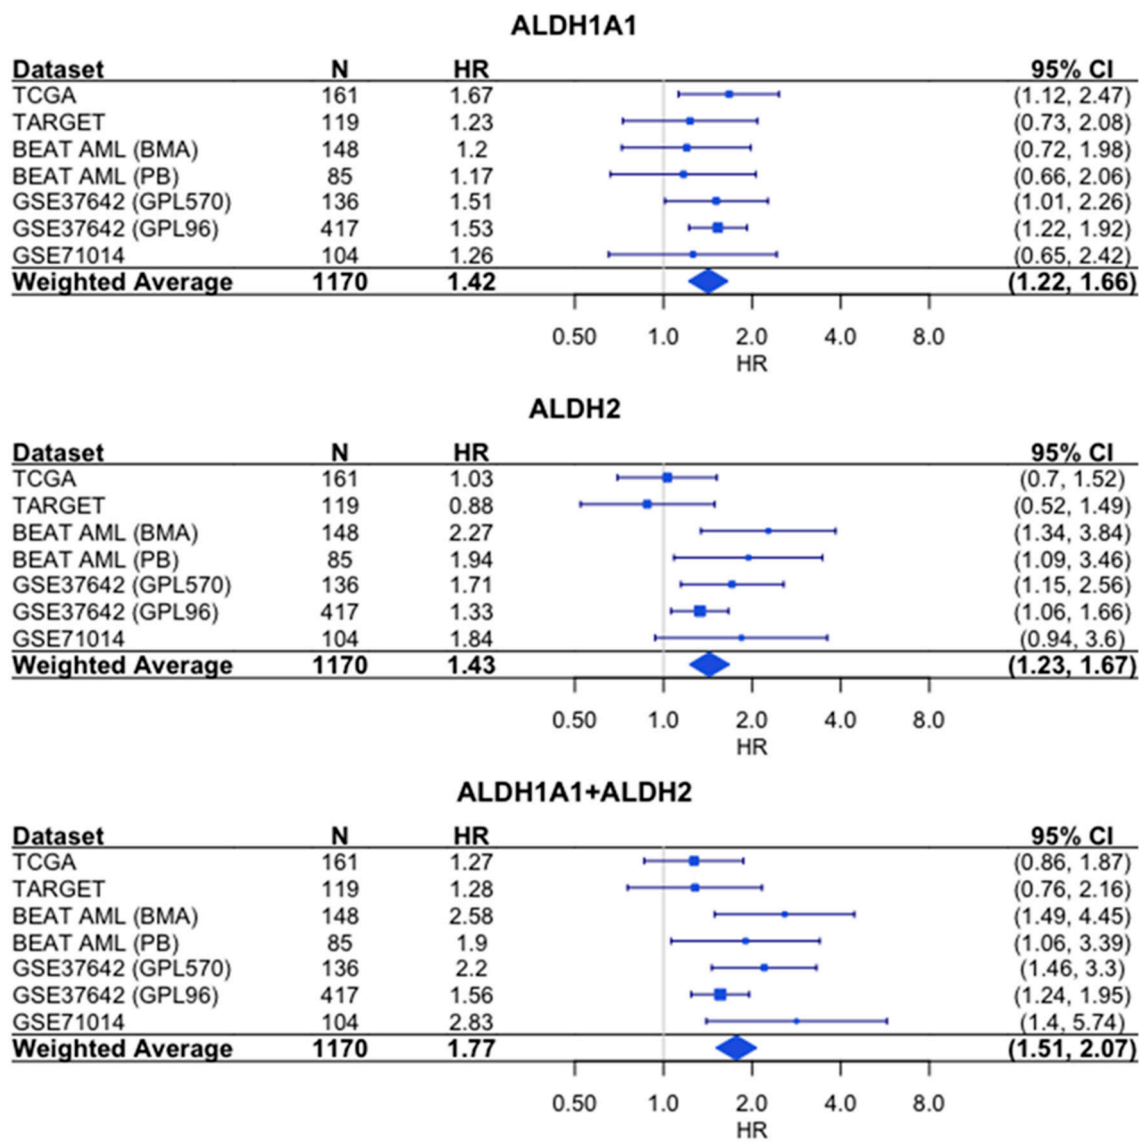 ALDH1A1
Dataset N HR 95% CI
TCGA 161 1.67 (1.12, 2.47)
TARGET 119 1.23 (0.73, 2.08)
BEAT AML (BMA) 148 1.2 (0.72, 1.98)
BEAT AML (PB) 85 1.17 (0.66, 2.06)
GSE37642 (GPL570) 136 1.51 (1.01, 2.26)
GSE37642 (GPL96) 417 1.53 (1.22, 1.92)
GSE71014 104 1.26 (0.65, 2.42)
Weighted Average 1170 1.42 (1.22, 1.66)
0.50 1.0 2.0 4.0 8.0
HR
ALDH2
Dataset N HR 95% CI
TCGA 161 1.03 (0.7, 1.52)
TARGET 119 0.88 (0.52, 1.49)
BEAT AML (BMA) 148 2.27 (1.34, 3.84)
BEAT AML (PB) 85 1.94 (1.09, 3.46)
GSE37642 (GPL570) 136 1.71 (1.15, 2.56)
GSE37642 (GPL96) 417 1.33 (1.06, 1.66)
GSE71014 104 1.84 (0.94, 3.6)
Weighted Average 1170 1.43 (1.23, 1.67)
0.50 1.0 2.0 4.0 8.0
HR
ALDH1A1+ALDH2
Dataset N HR 95% CI
TCGA 161 1.27 (0.86, 1.87)
TARGET 119 1.28 (0.76, 2.16)
BEAT AML (BMA) 148 2.58 (1.49, 4.45)
BEAT AML (PB) 85 1.9 (1.06, 3.39)
GSE37642 (GPL570) 136 2.2 (1.46, 3.3)
GSE37642 (GPL96) 417 1.56 (1.24, 1.95)
GSE71014 104 2.83 (1.4, 5.74)
Weighted Average 1170 1.77 (1.51, 2.07)
0.50 1.0 2.0 4.0 8.0
HR